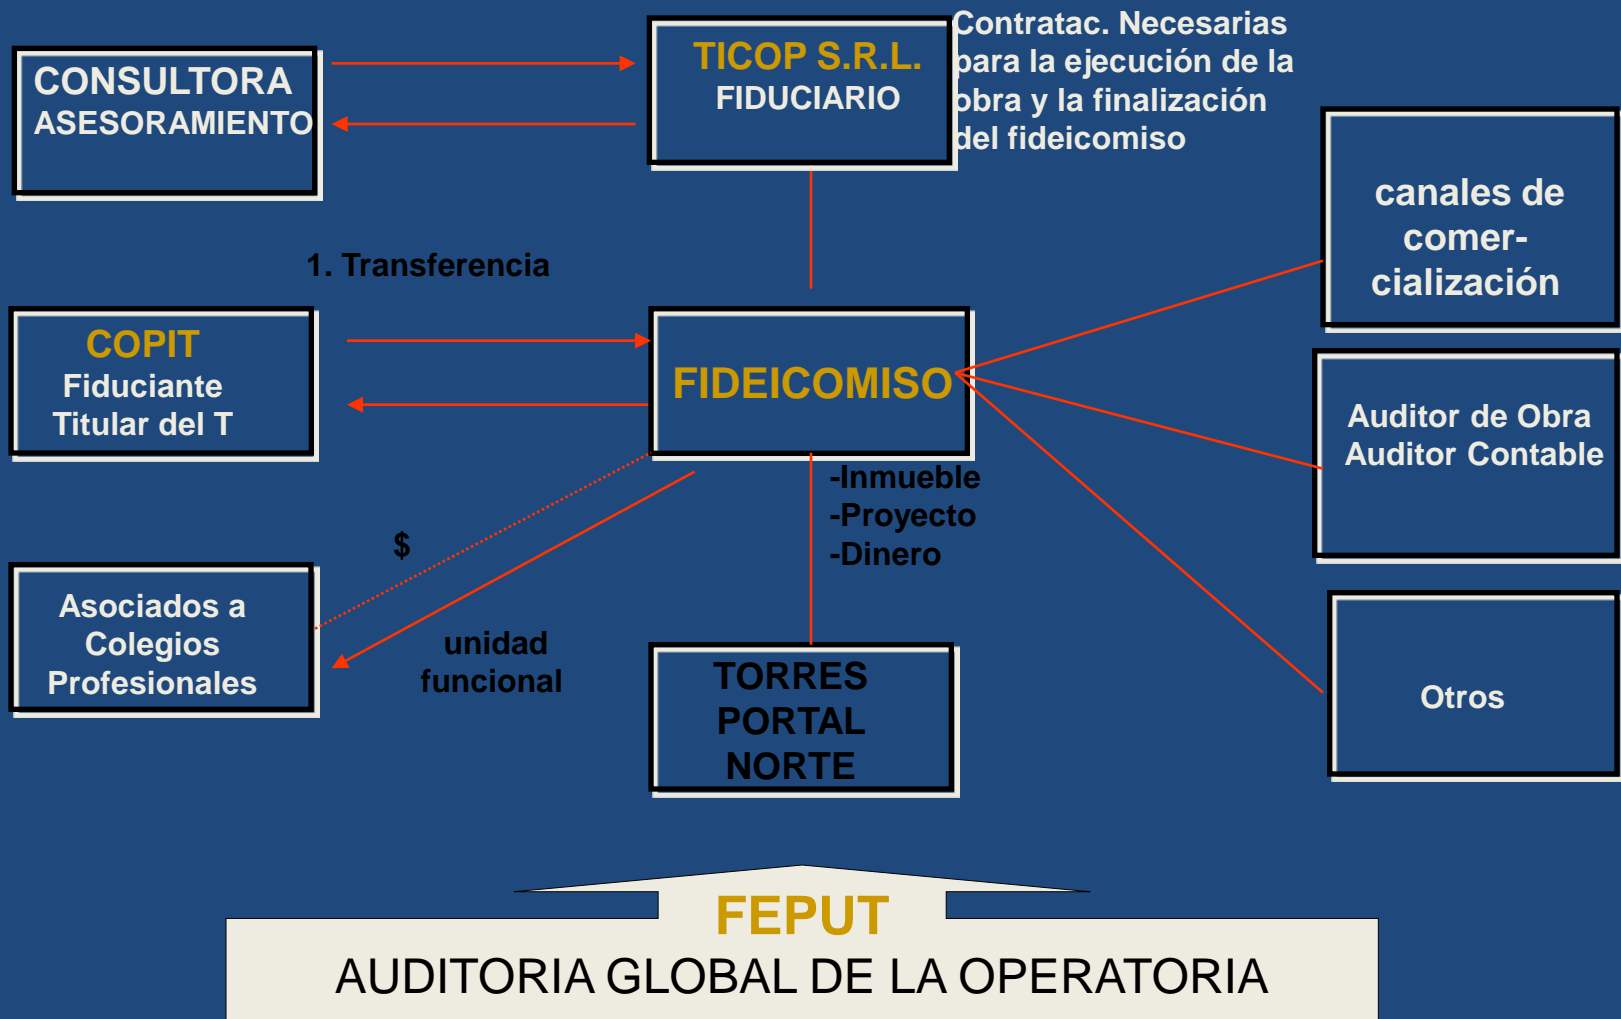 CONSULTORA
ASESORAMIENTO
TICOP S.R.L.
FIDUCIARIO
Contratac. Necesarias
para la ejecución de la
obra y la finalización
del fideicomiso
canales de
comer-
cialización
1. Transferencia
COPIT
Fiduciante
Titular del T
FIDEICOMISO
Auditor de Obra
Auditor Contable
-Inmueble
-Proyecto
-Dinero
$
Asociados a
Colegios
Profesionales
unidad
funcional
TORRES
PORTAL
NORTE
Otros
FEPUT
AUDITORIA GLOBAL DE LA OPERATORIA